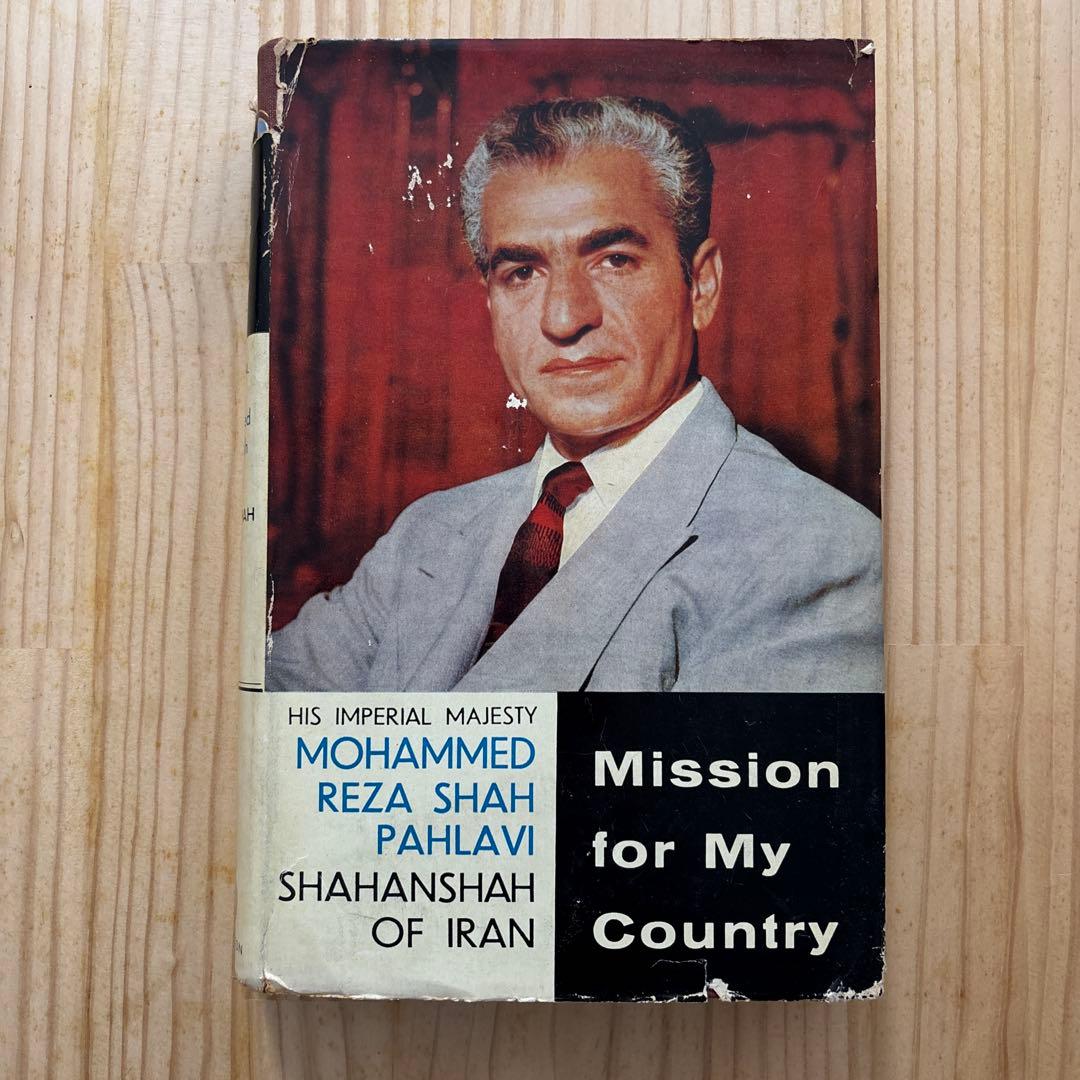 HIS IMPERIAL MAJESTY
MOHAMMED
REZA SHAH
PAHLAVI
SHAHANSHAH
OF IRAN
Mission
for My
Country